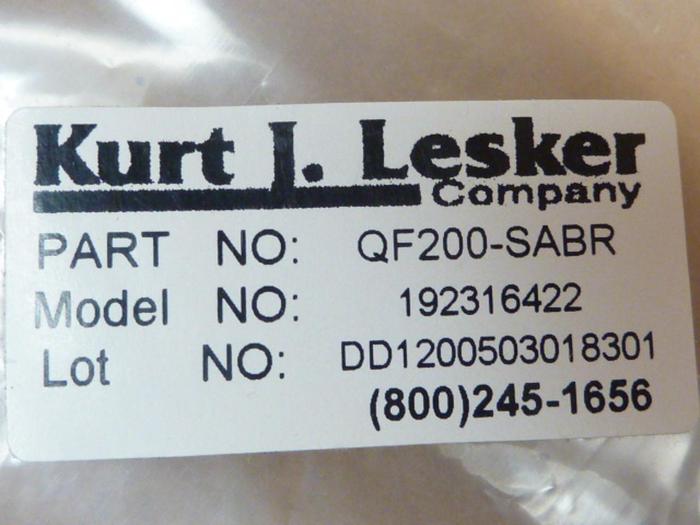 Kurt J. Lesker
Company
PART NO: QF200-SABR
Model NO: 192316422
Lot NO: DD1200503018301
(800)245-1656